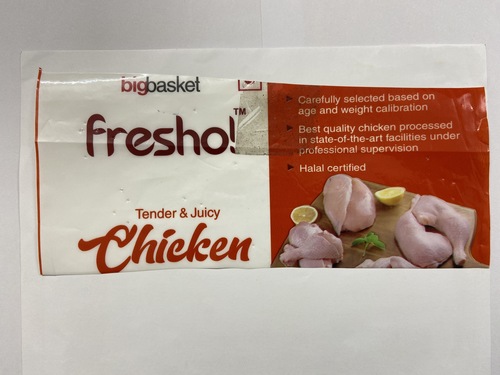 bigbasket
fresho!™
Tender & Juicy
Chicken
Carefully selected based on
age and weight calibration
Best quality chicken processed
in state-of-the-art facilities under
professional supervision
Halal certified